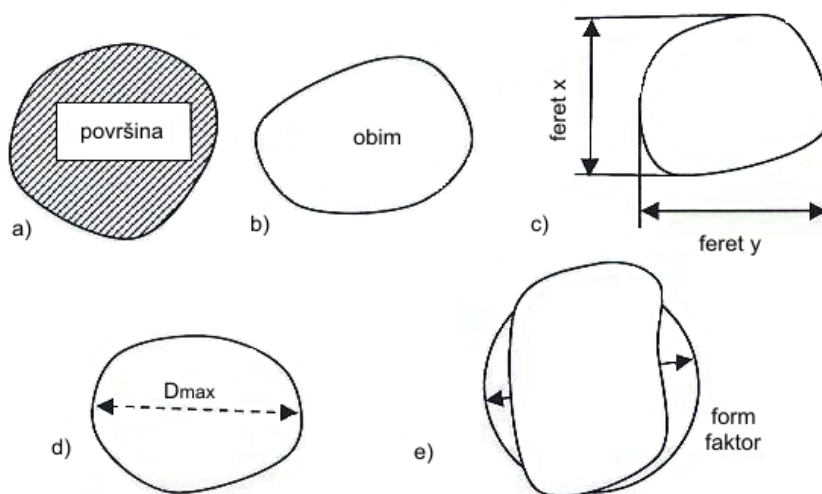 površina
a)
obim
b)
feret x
feret y
c)
Dmax
d)
form
faktor
e)